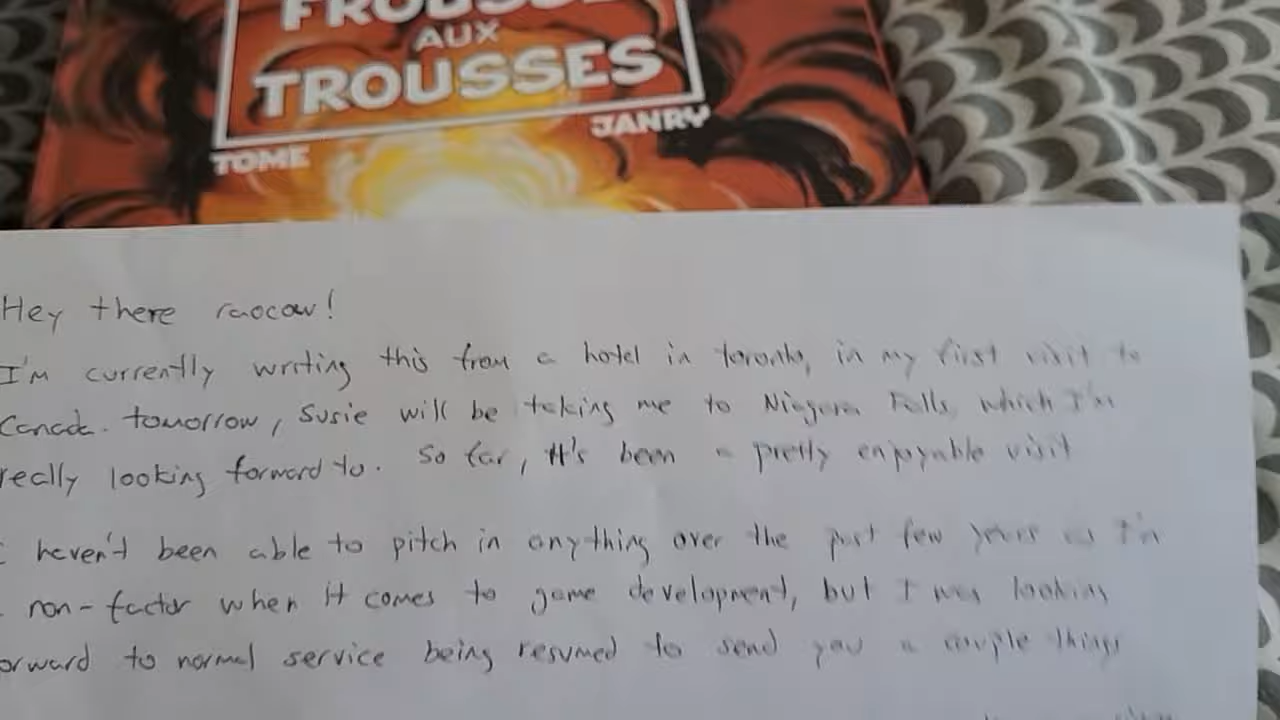 FROUSSE
AUX
TROUSSES
JANRY
TOME
Hey there raocow!
I'm currently writing this from a hotel in toronto, in my first visit to
Canada. tomorrow, Susie will be taking me to Niagara Falls, which I'm
really looking forward to. So far, it's been a pretty enjoyable visit
haven't been able to pitch in anything over the past few years as I'm
non-factor when it comes to game development, but I was looking
orward to normal service being resumed to send you a couple things